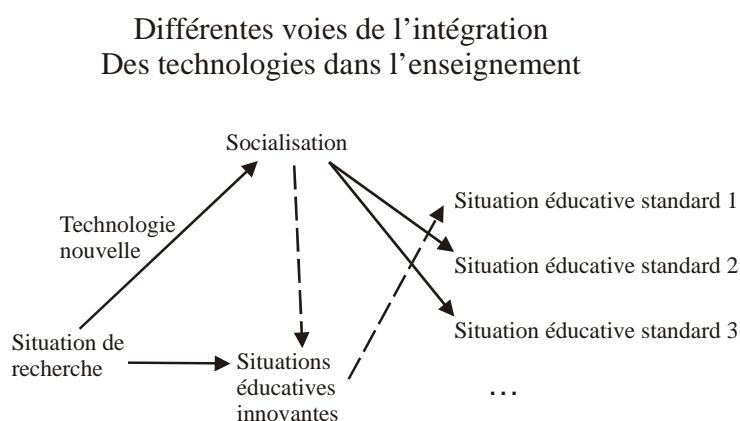 Différentes voies de l’intégration
Des technologies dans l’enseignement
Socialisation
Situation éducative standard 1
Technologie
nouvelle
Situation éducative standard 2
Situation éducative standard 3
Situation de
recherche
Situations
éducatives
innovantes
...